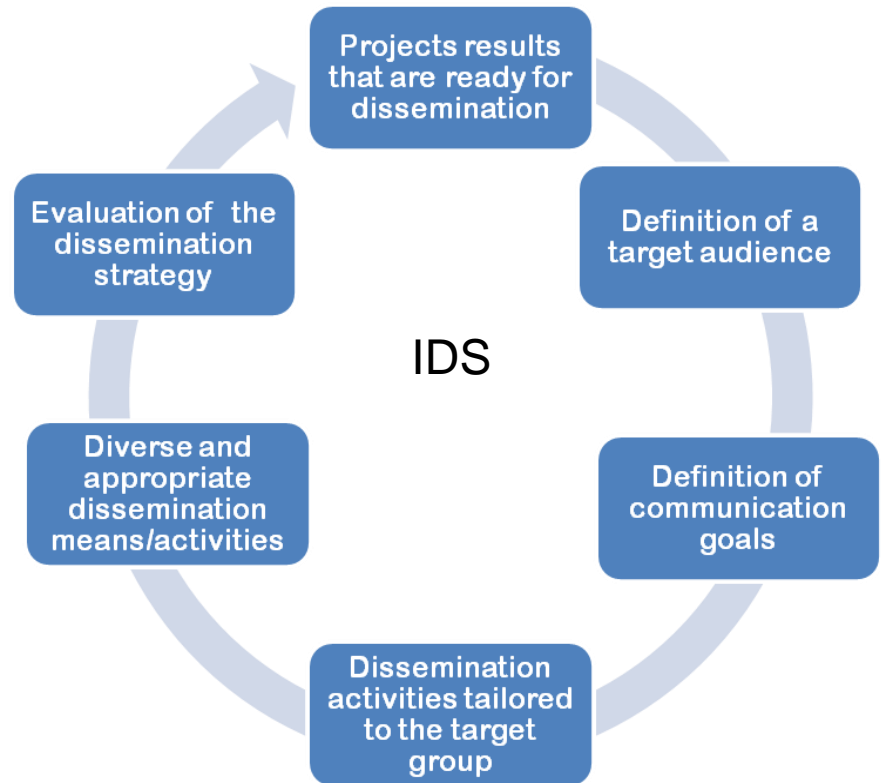 Projects results
that are ready for
dissemination
Definition of a
target audience
Definition of
communication
goals
Dissemination
activities tailored
to the target
group
Diverse and
appropriate
dissemination
means/activities
Evaluation of the
dissemination
strategy
IDS